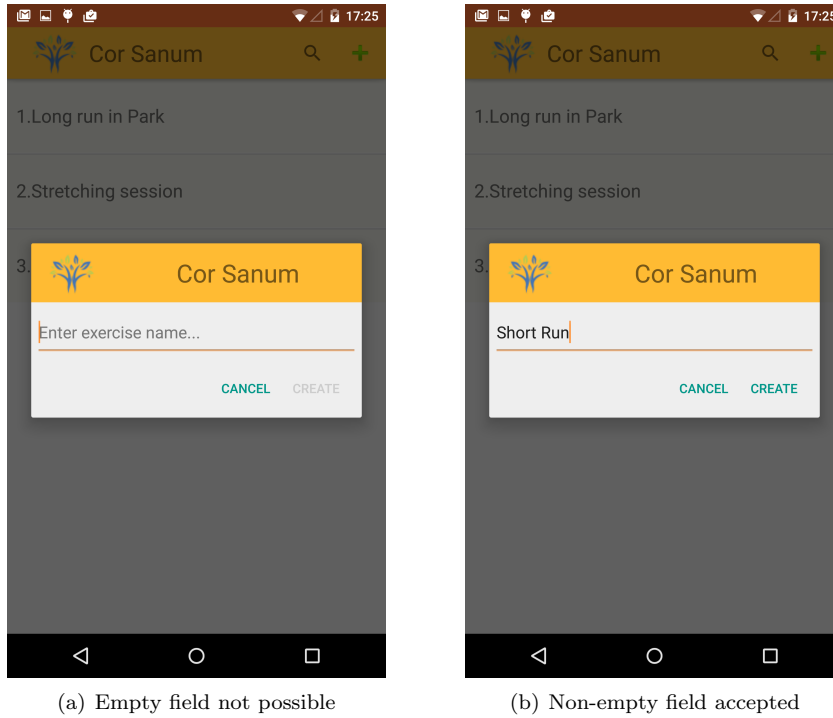 17:25
Cor Sanum
1.Long run in Park
2.Stretching session
3.
Cor Sanum
Enter exercise name...
CANCEL CREATE
(a) Empty field not possible
17:25
Cor Sanum
1.Long run in Park
2.Stretching session
3.
Cor Sanum
Short Run
CANCEL CREATE
(b) Non-empty field accepted